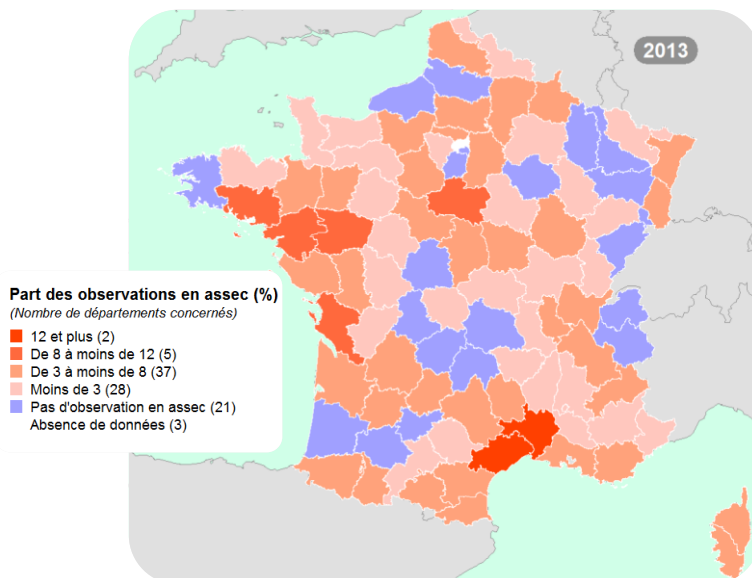 2013
Part des observations en assec (%)
(Nombre de départements concernés)
12 et plus (2)
De 8 à moins de 12 (5)
De 3 à moins de 8 (37)
Moins de 3 (28)
Pas d'observation en assec (21)
Absence de données (3)